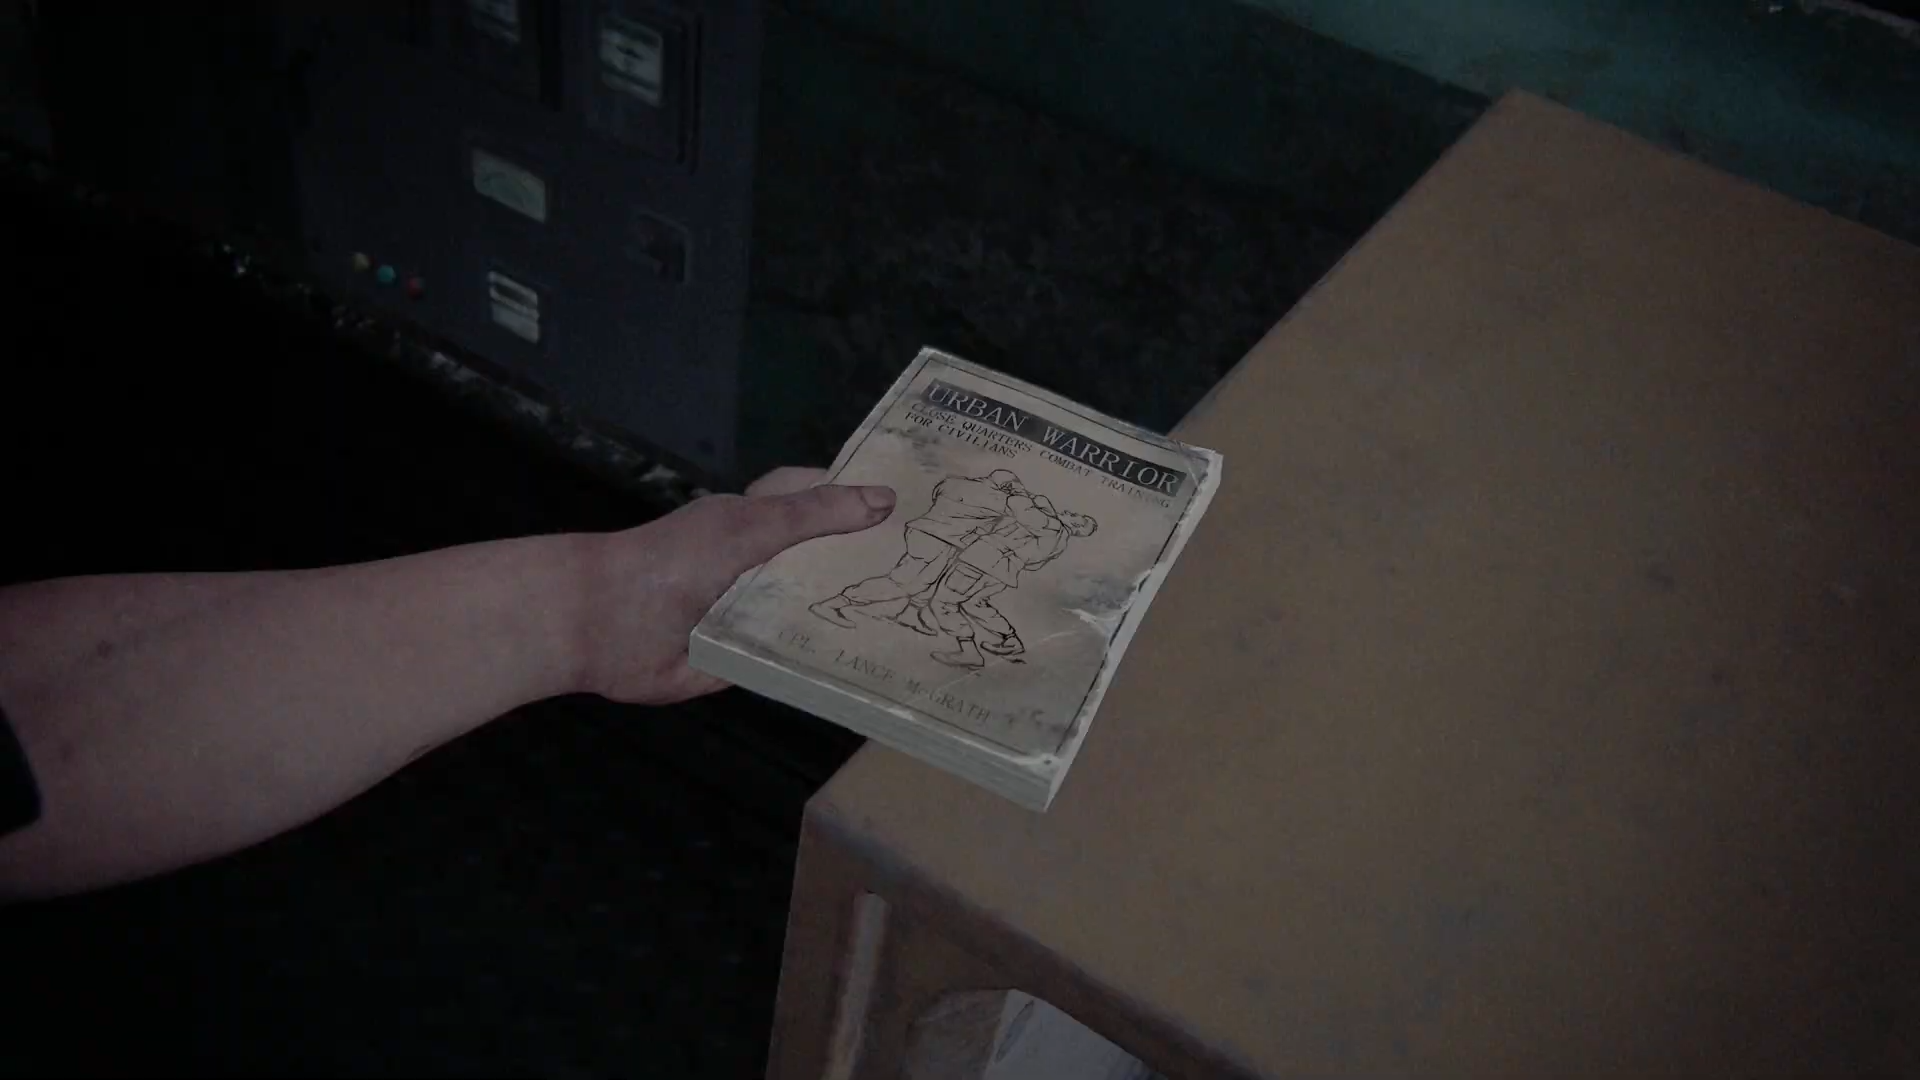 URBAN WARRIOR
CLOSE QUARTERS COMBAT TRAINING
FOR CIVILIANS
CPL. LANCE McGRATH